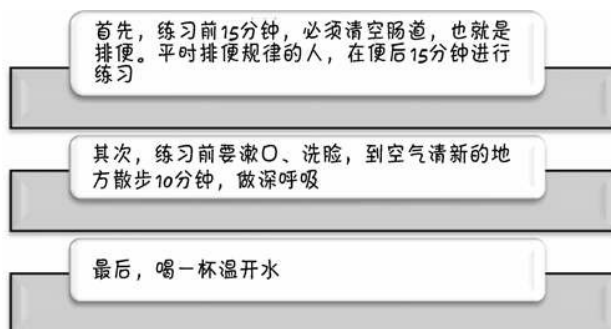 首先，练习前15分钟，必须清空肠道，也就是
排便。平时排便规律的人，在便后15分钟进行
练习
其次，练习前要漱口、洗脸，到空气清新的地
方散步10分钟，做深呼吸
最后，喝一杯温开水